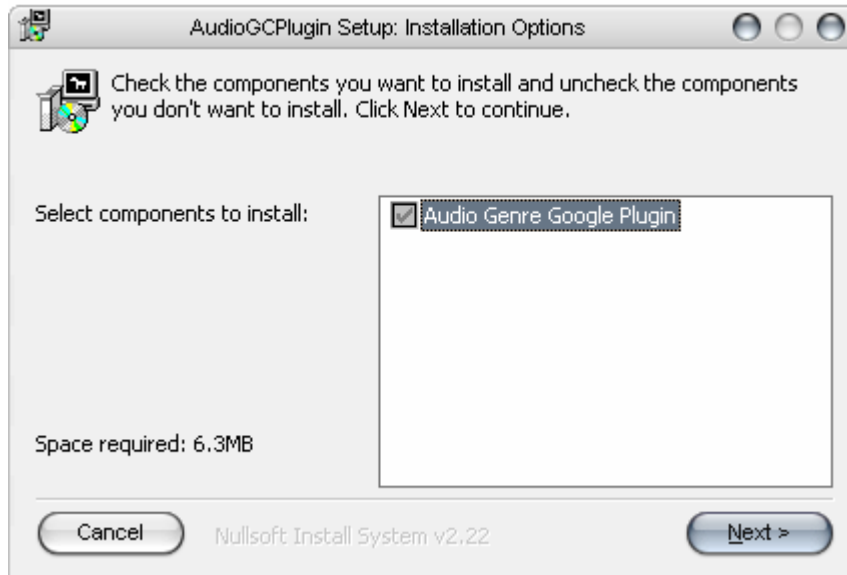 AudioGCPlugin Setup: Installation Options
Check the components you want to install and uncheck the components
you don't want to install. Click Next to continue.
Select components to install:
Audio Genre Google Plugin
Space required: 6.3MB
Cancel
Nullsoft Install System v2.22
Next >